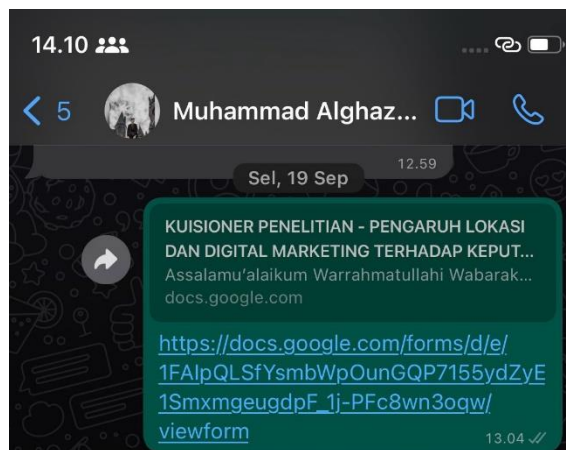 14.10
5 Muhammad Alghaz...
12.59
Sel, 19 Sep
KUISIONER PENELITIAN - PENGARUH LOKASI
DAN DIGITAL MARKETING TERHADAP KEPUT...
Assalamu'alaikum Warrahmatullahi Wabarak...
docs.google.com
https://docs.google.com/forms/d/e/
1FAIpQLSfYsmbWpOunGQP7155ydZyE
1SmxmgeugdpF_1j-PFc8wn3oqw/
viewform
13.04